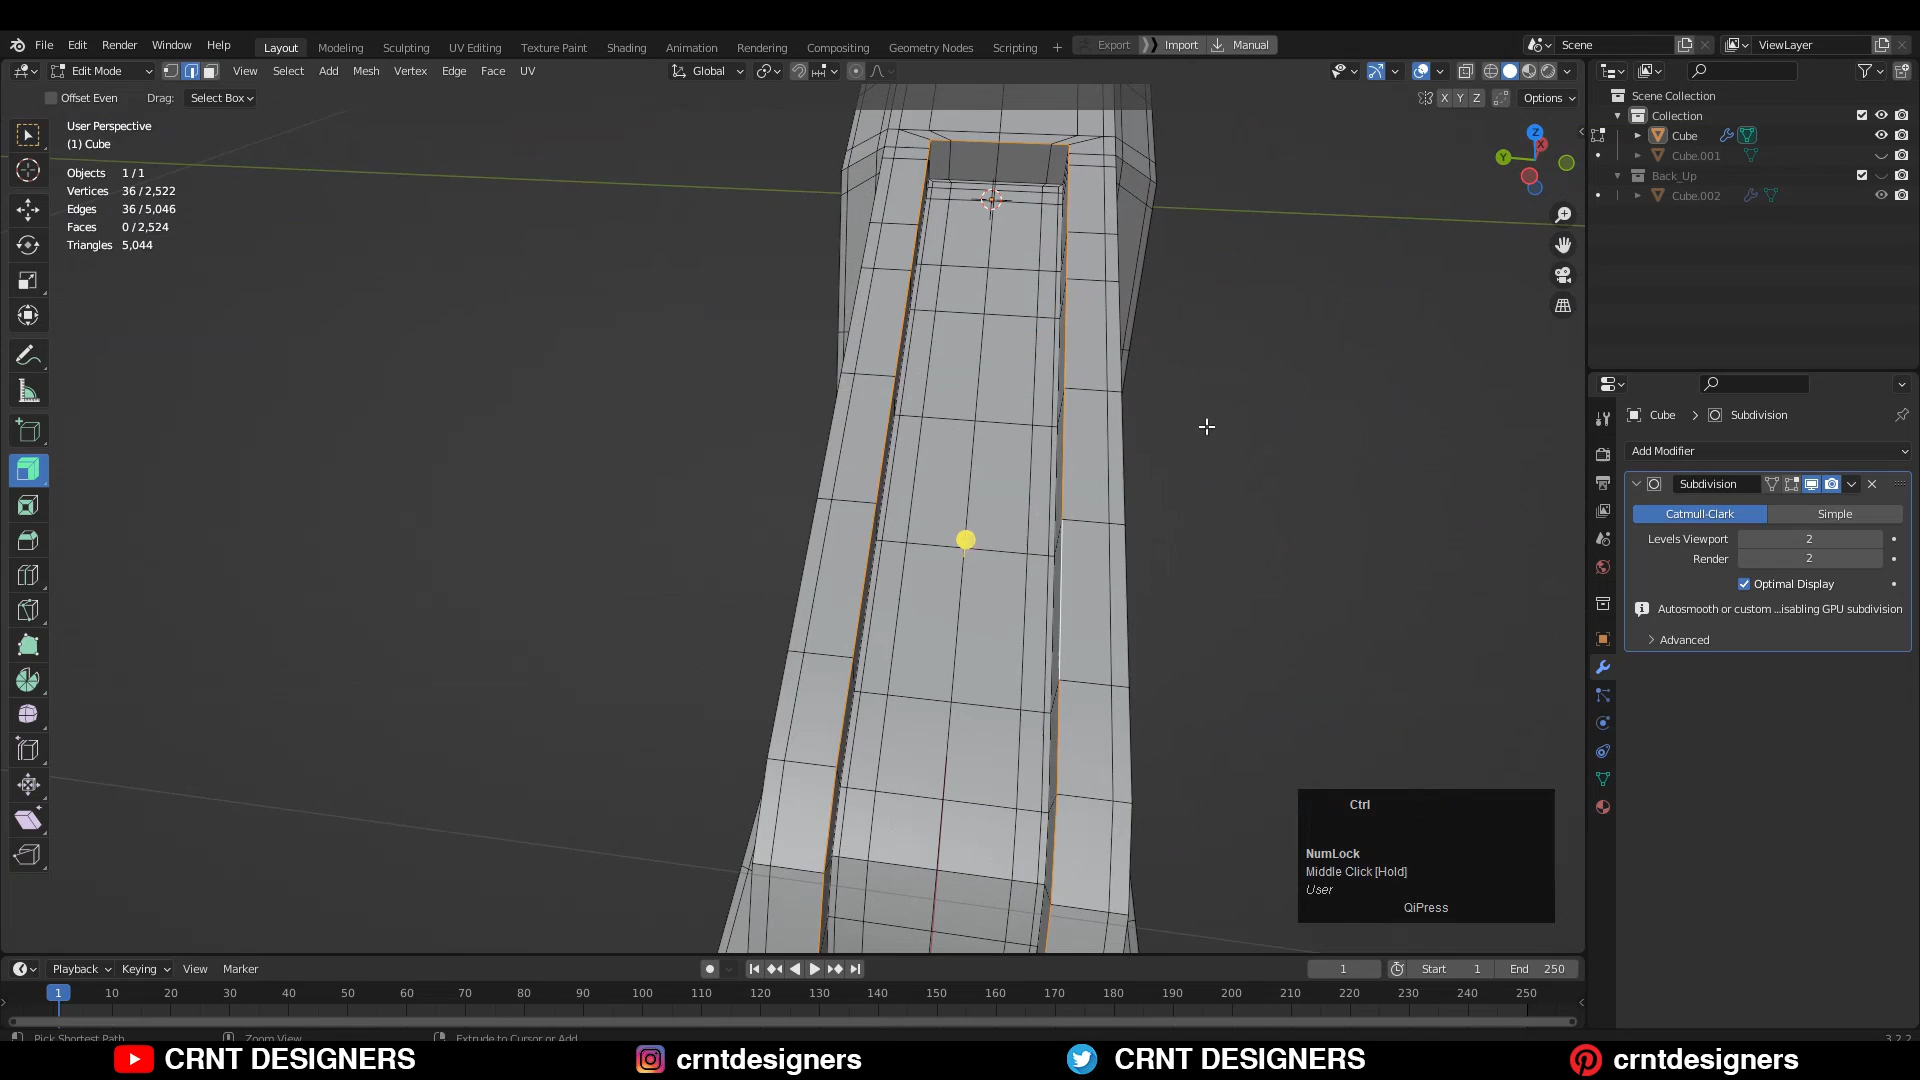 File Edit Render Window Help Layout Modeling Sculpting UV Editing Texture Paint Shading Animation Rendering Compositing Geometry Nodes Scripting + Export Import Manual Scene ViewLayer
Edit Mode View Select Add Mesh Vertex Edge Face UV Global
Offset Even Drag: Select Box X Y Z Options
User Perspective
(1) Cube
Objects 1 / 1
Vertices 36 / 2,522
Edges 36 / 5,046
Faces 0 / 2,524
Triangles 5,044
Z
X
Y
Scene Collection
Collection
Cube
Cube.001
Back_Up
Cube.002
Cube > Subdivision
Add Modifier
Subdivision
Catmull-Clark Simple
Levels Viewport 2
Render 2
Optimal Display
Autosmooth or custom ...isabling GPU subdivision
Advanced
Ctrl
NumLock
Middle Click [Hold]
User
QiPress
Playback Keying View Marker 1 Start 1 End 250
1 10 20 30 40 50 60 70 80 90 100 110 120 130 140 150 160 170 180 190 200 210 220 230 240 250
Pick Shortest Path Zoom View Extrude to Cursor or Add 3.2.2
CRNT DESIGNERS crntdesigners CRNT DESIGNERS crntdesigners